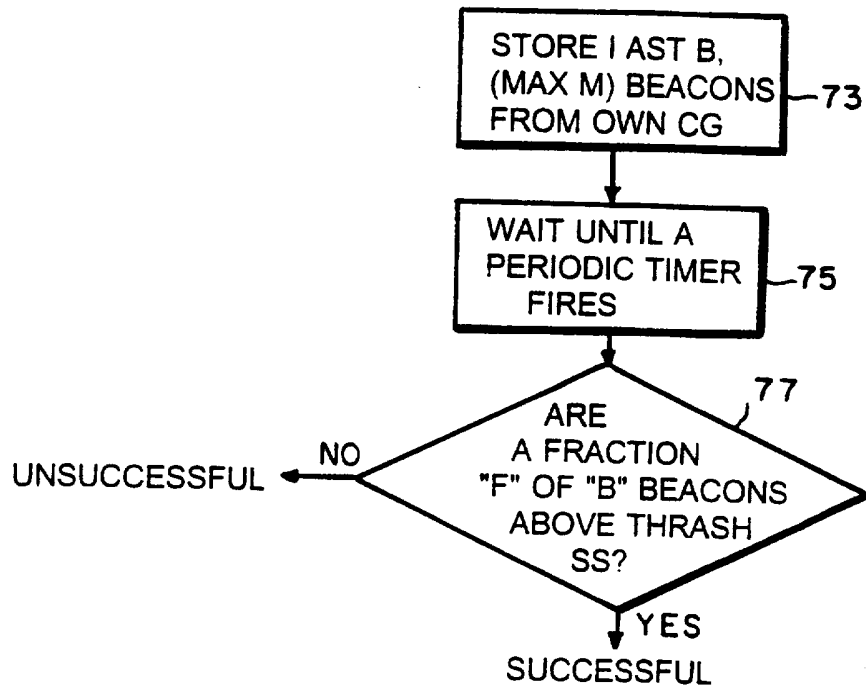 STORE I AST B,
(MAX M) BEACONS
FROM OWN CG
73
WAIT UNTIL A
PERIODIC TIMER
FIRES
75
77
ARE
A FRACTION
"F" OF "B" BEACONS
ABOVE THRASH
SS?
NO
UNSUCCESSFUL
YES
SUCCESSFUL